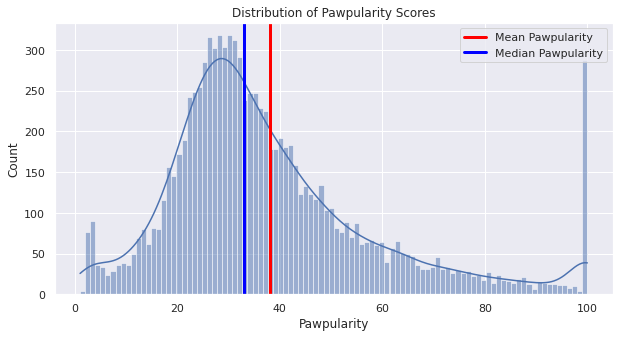 Distribution of Pawpularity Scores
Mean Pawpularity
Median Pawpularity
Count
300
250
200
150
100
50
0
0 20 40 60 80 100
Pawpularity